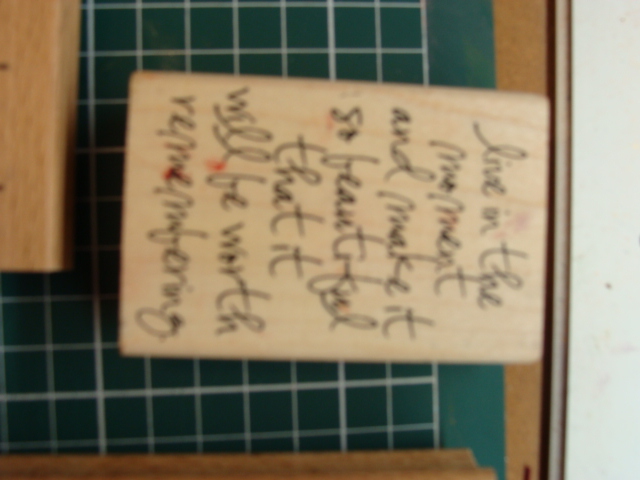 live in the
moment
and make it
so beautiful
that it
will be worth
remembering